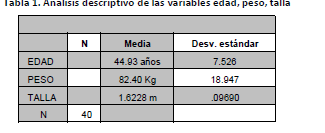 Tabla 1. Análisis descriptivo de las variables edad, peso, talla
N Media Desv. estándar
EDAD 44.93 años 7.526
PESO 82.40 Kg 18.947
TALLA 1.6228 m .09690
N 40